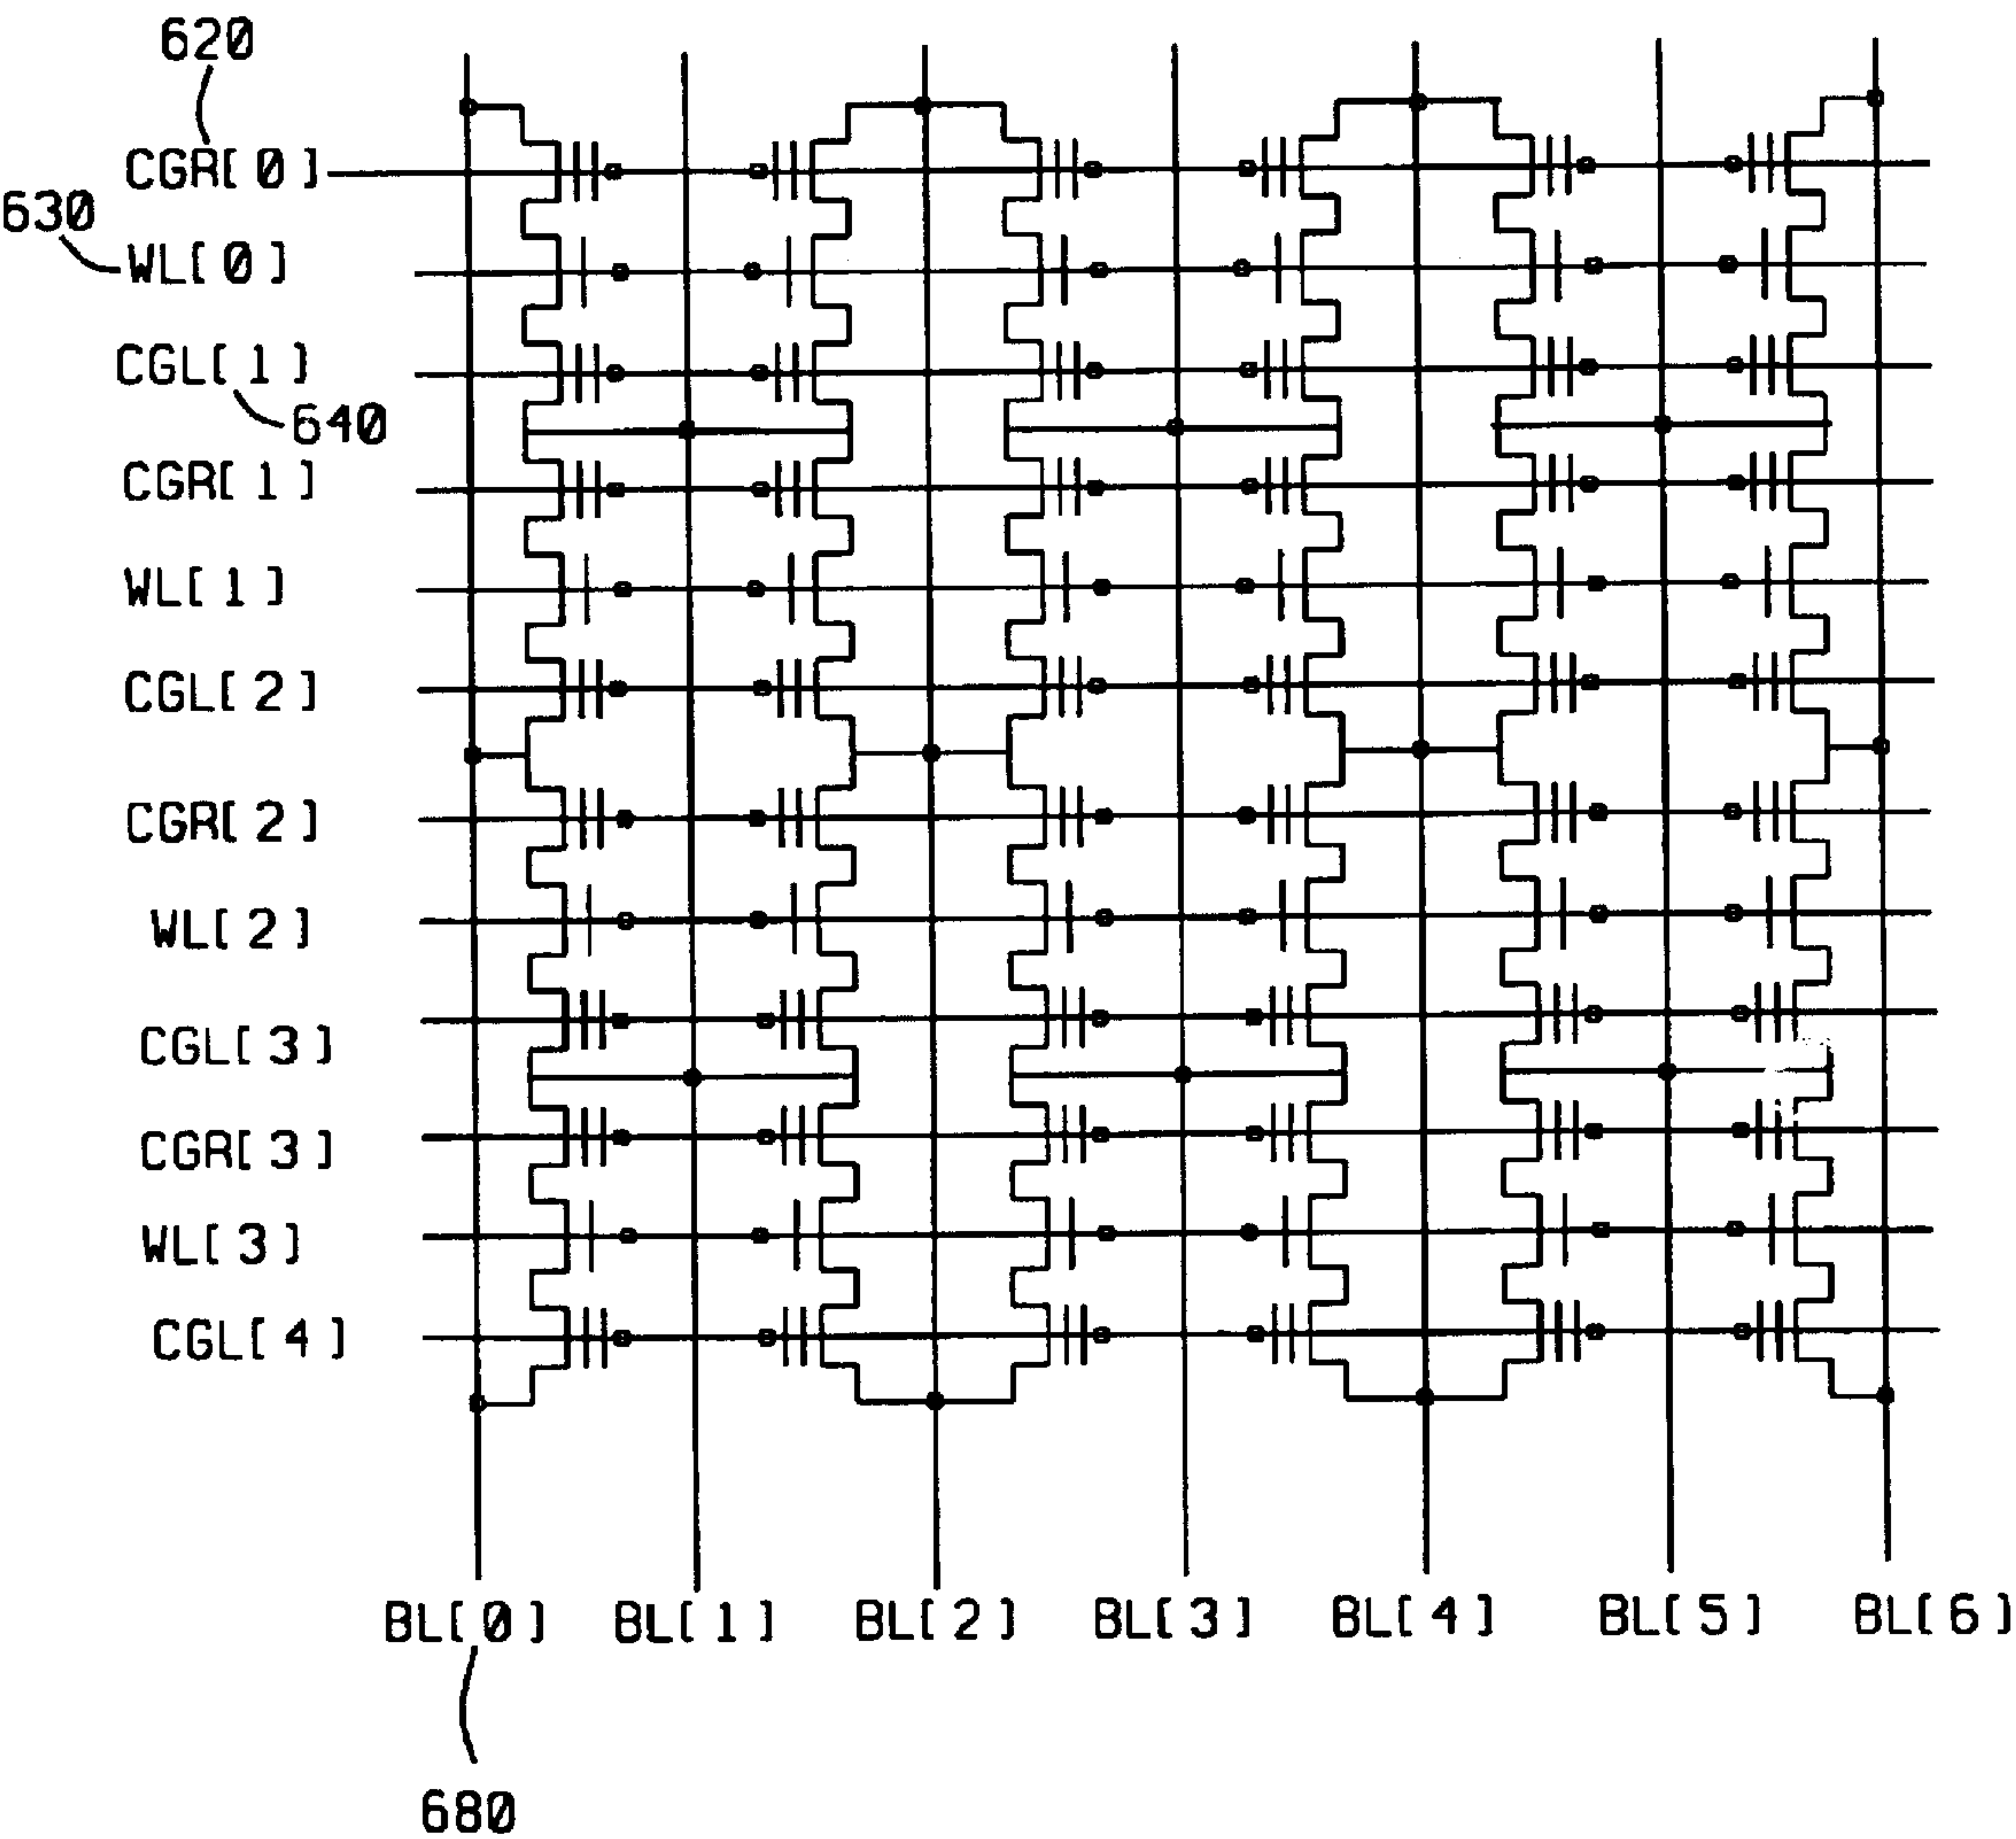 620
CGR[0]
630
WL[0]
CGL[1]
640
CGR[1]
WL[1]
CGL[2]
CGR[2]
WL[2]
CGL[3]
CGR[3]
WL[3]
CGL[4]
BL[0] BL[1] BL[2] BL[3] BL[4] BL[5] BL[6]
680